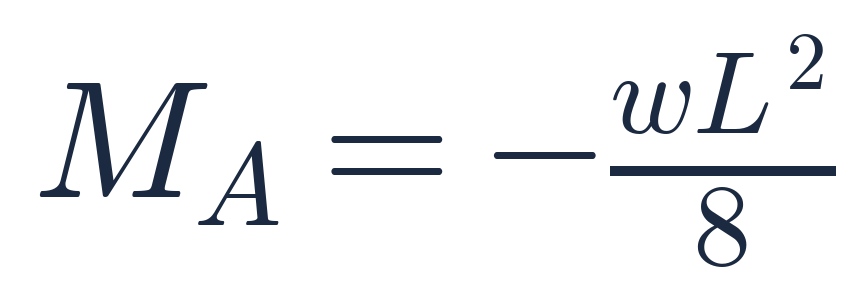 M_A = -\frac{wL^2}{8}